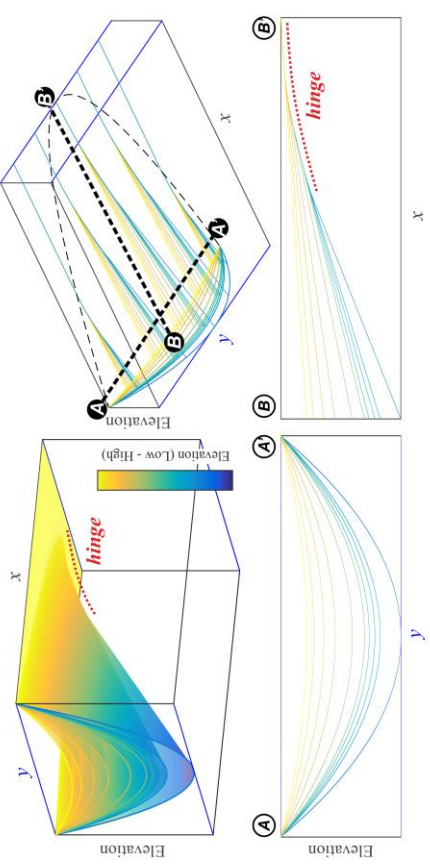 y
x
hinge
Elevation (Low - High)
Elevation
A
B'
B
A'
x
y
Elevation
A
A'
Elevation
y
B
B'
hinge
x